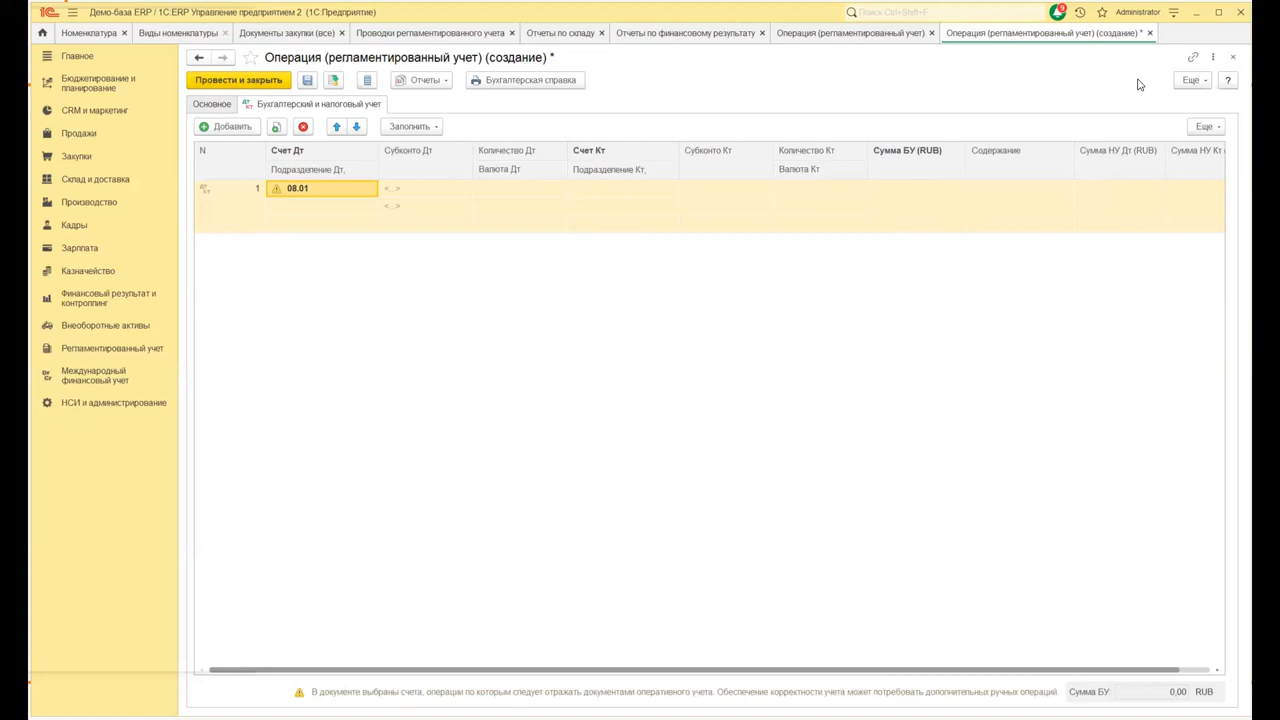 1С Демо-база ERP / 1С:ERP Управление предприятием 2 (1С:Предприятие)
Поиск Ctrl+Shift+F
Administrator
Номенклатура
Виды номенклатуры
Документы закупки (все)
Проводки регламентированного учета
Отчеты по складу
Отчеты по финансовому результату
Операция (регламентированный учет)
Операция (регламентированный учет) (создание) *
Главное
Бюджетирование и
планирование
CRM и маркетинг
Продажи
Закупки
Склад и доставка
Производство
Кадры
Зарплата
Казначейство
Финансовый результат и
контроллинг
Внеоборотные активы
Регламентированный учет
Международный
финансовый учет
НСИ и администрирование
Операция (регламентированный учет) (создание) *
Провести и закрыть
Отчеты
Бухгалтерская справка
Еще
?
Основное
Дт Кт Бухгалтерский и налоговый учет
Добавить
Заполнить
Еще
N Счет Дт Субконто Дт Количество Дт Счет Кт Субконто Кт Количество Кт Сумма БУ (RUB) Содержание Сумма НУ Дт (RUB) Сумма НУ Кт
Подразделение Дт, Валюта Дт Подразделение Кт, Валюта Кт
Дт Кт 1 08.01 <...>
<...>
В документе выбраны счета, операции по которым следует отражать документами оперативного учета. Обеспечение корректности учета может потребовать дополнительных ручных операций.
Сумма БУ: 0,00 RUB